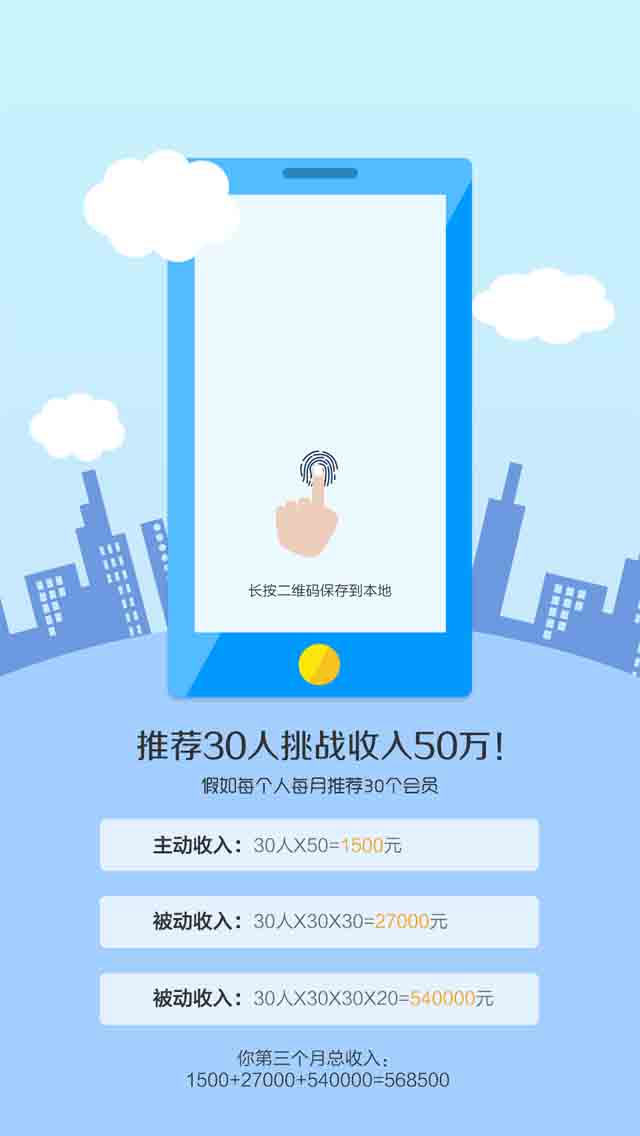 长按二维码保存到本地
推荐30人挑战收入50万!
假如每个人每月推荐30个会员
主动收入：30人X50=1500元
被动收入：30人X30X30=27000元
被动收入：30人X30X30X20=540000元
你第三个月总收入：
1500+27000+540000=568500